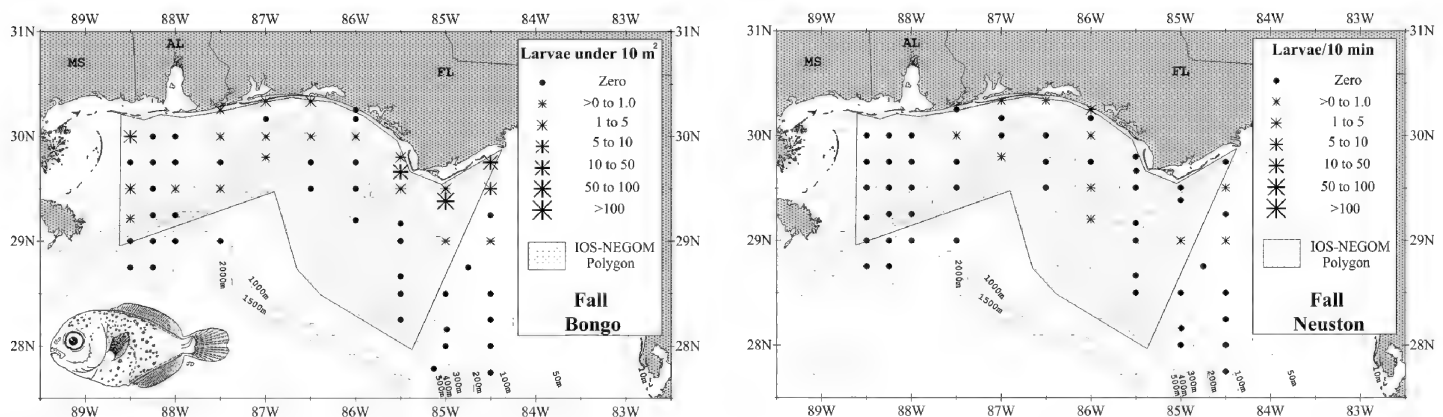 89W 88W 87W 86W 85W 84W 83W
31N
30N
29N
28N
MS
AL
FL
Larvae under 10 m²
Zero
>0 to 1.0
1 to 5
5 to 10
10 to 50
50 to 100
>100
IOS-NEGOM
Polygon
Fall
Bongo
31N
30N
29N
28N
2000m
1000m
1500m
500m
400m
300m
200m
100m
50m
89W 88W 87W 86W 85W 84W 83W
89W 88W 87W 86W 85W 84W 83W
31N
30N
29N
28N
MS
AL
FL
Larvae/10 min
Zero
>0 to 1.0
1 to 5
5 to 10
10 to 50
50 to 100
>100
IOS-NEGOM
Polygon
Fall
Neuston
31N
30N
29N
28N
2000m
1000m
1500m
500m
400m
300m
200m
100m
50m
89W 88W 87W 86W 85W 84W 83W